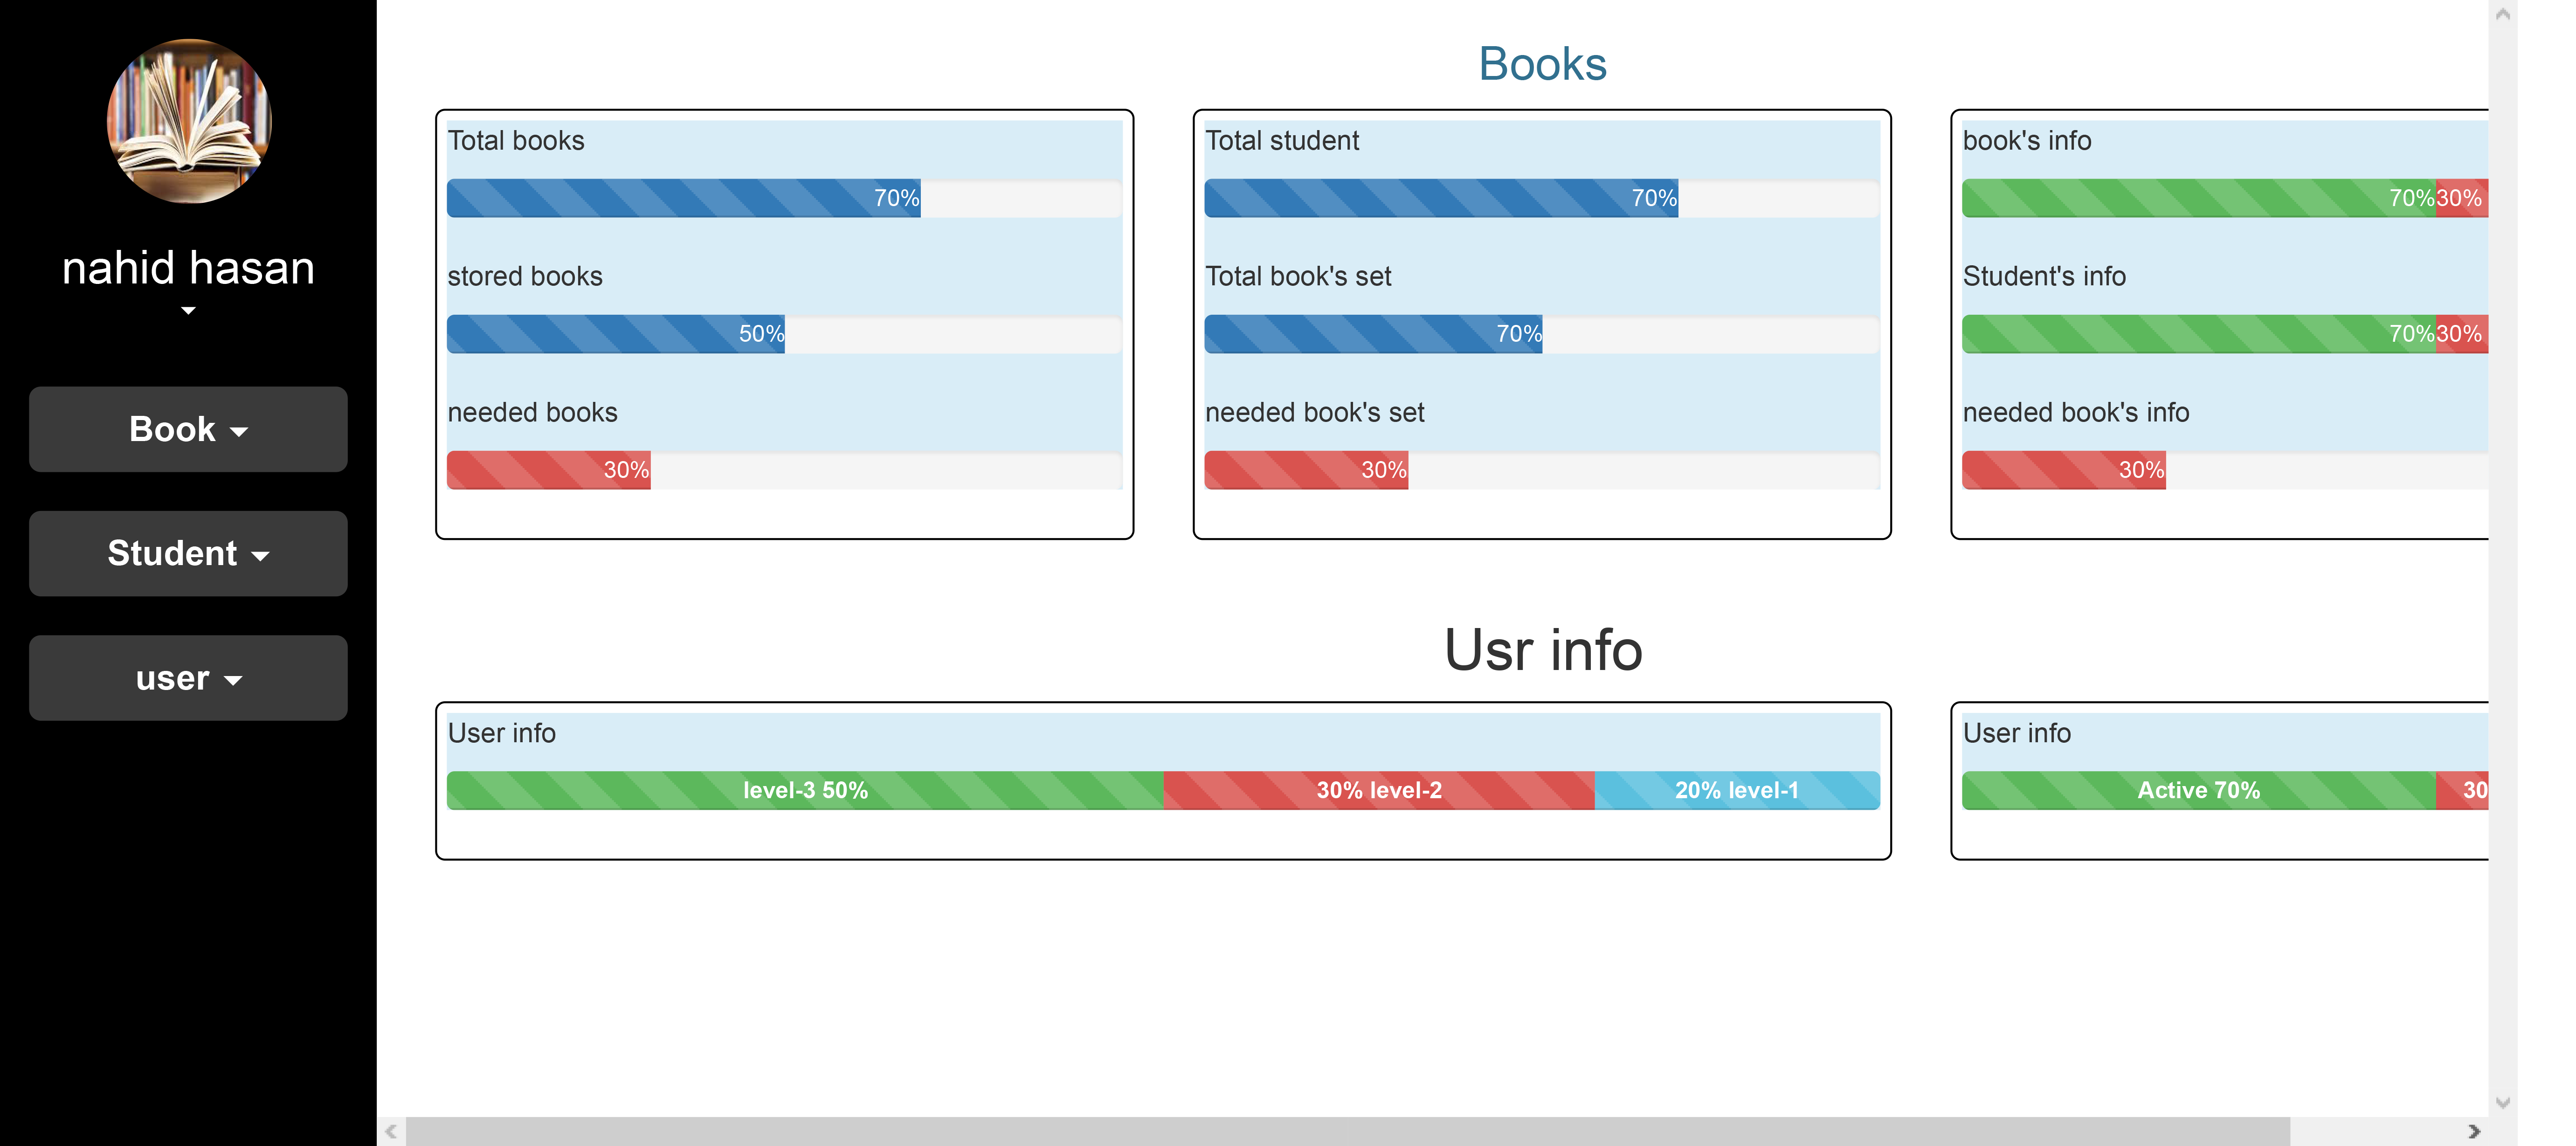 nahid hasan
Book
Student
user
Books
Total books
70%
stored books
50%
needed books
30%
Total student
70%
Total book's set
70%
needed book's set
30%
book's info
70%30%
Student's info
70%30%
needed book's info
30%
Usr info
User info
level-3 50% 30% level-2 20% level-1
User info
Active 70% 30